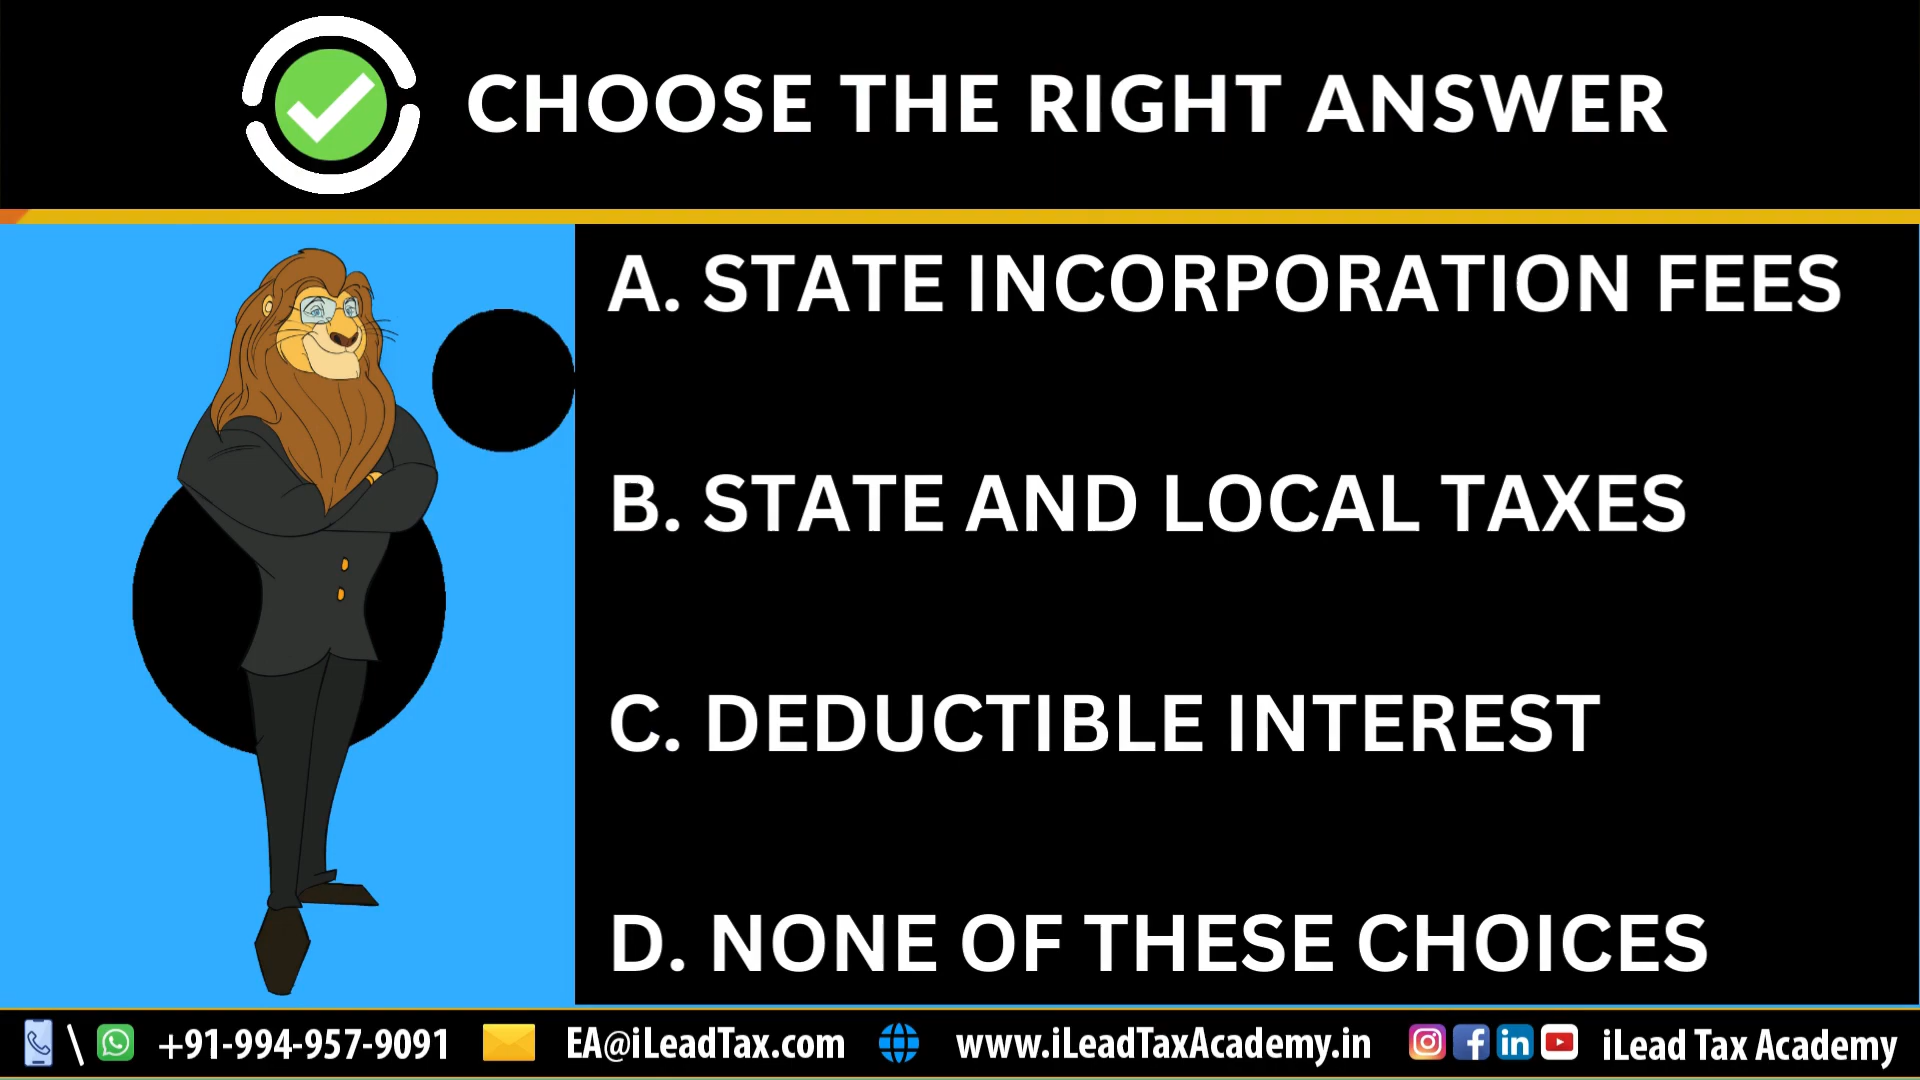 CHOOSE THE RIGHT ANSWER
A. STATE INCORPORATION FEES
B. STATE AND LOCAL TAXES
C. DEDUCTIBLE INTEREST
D. NONE OF THESE CHOICES
\ +91-994-957-9091 EA@iLeadTax.com www.iLeadTaxAcademy.in f in iLead Tax Academy